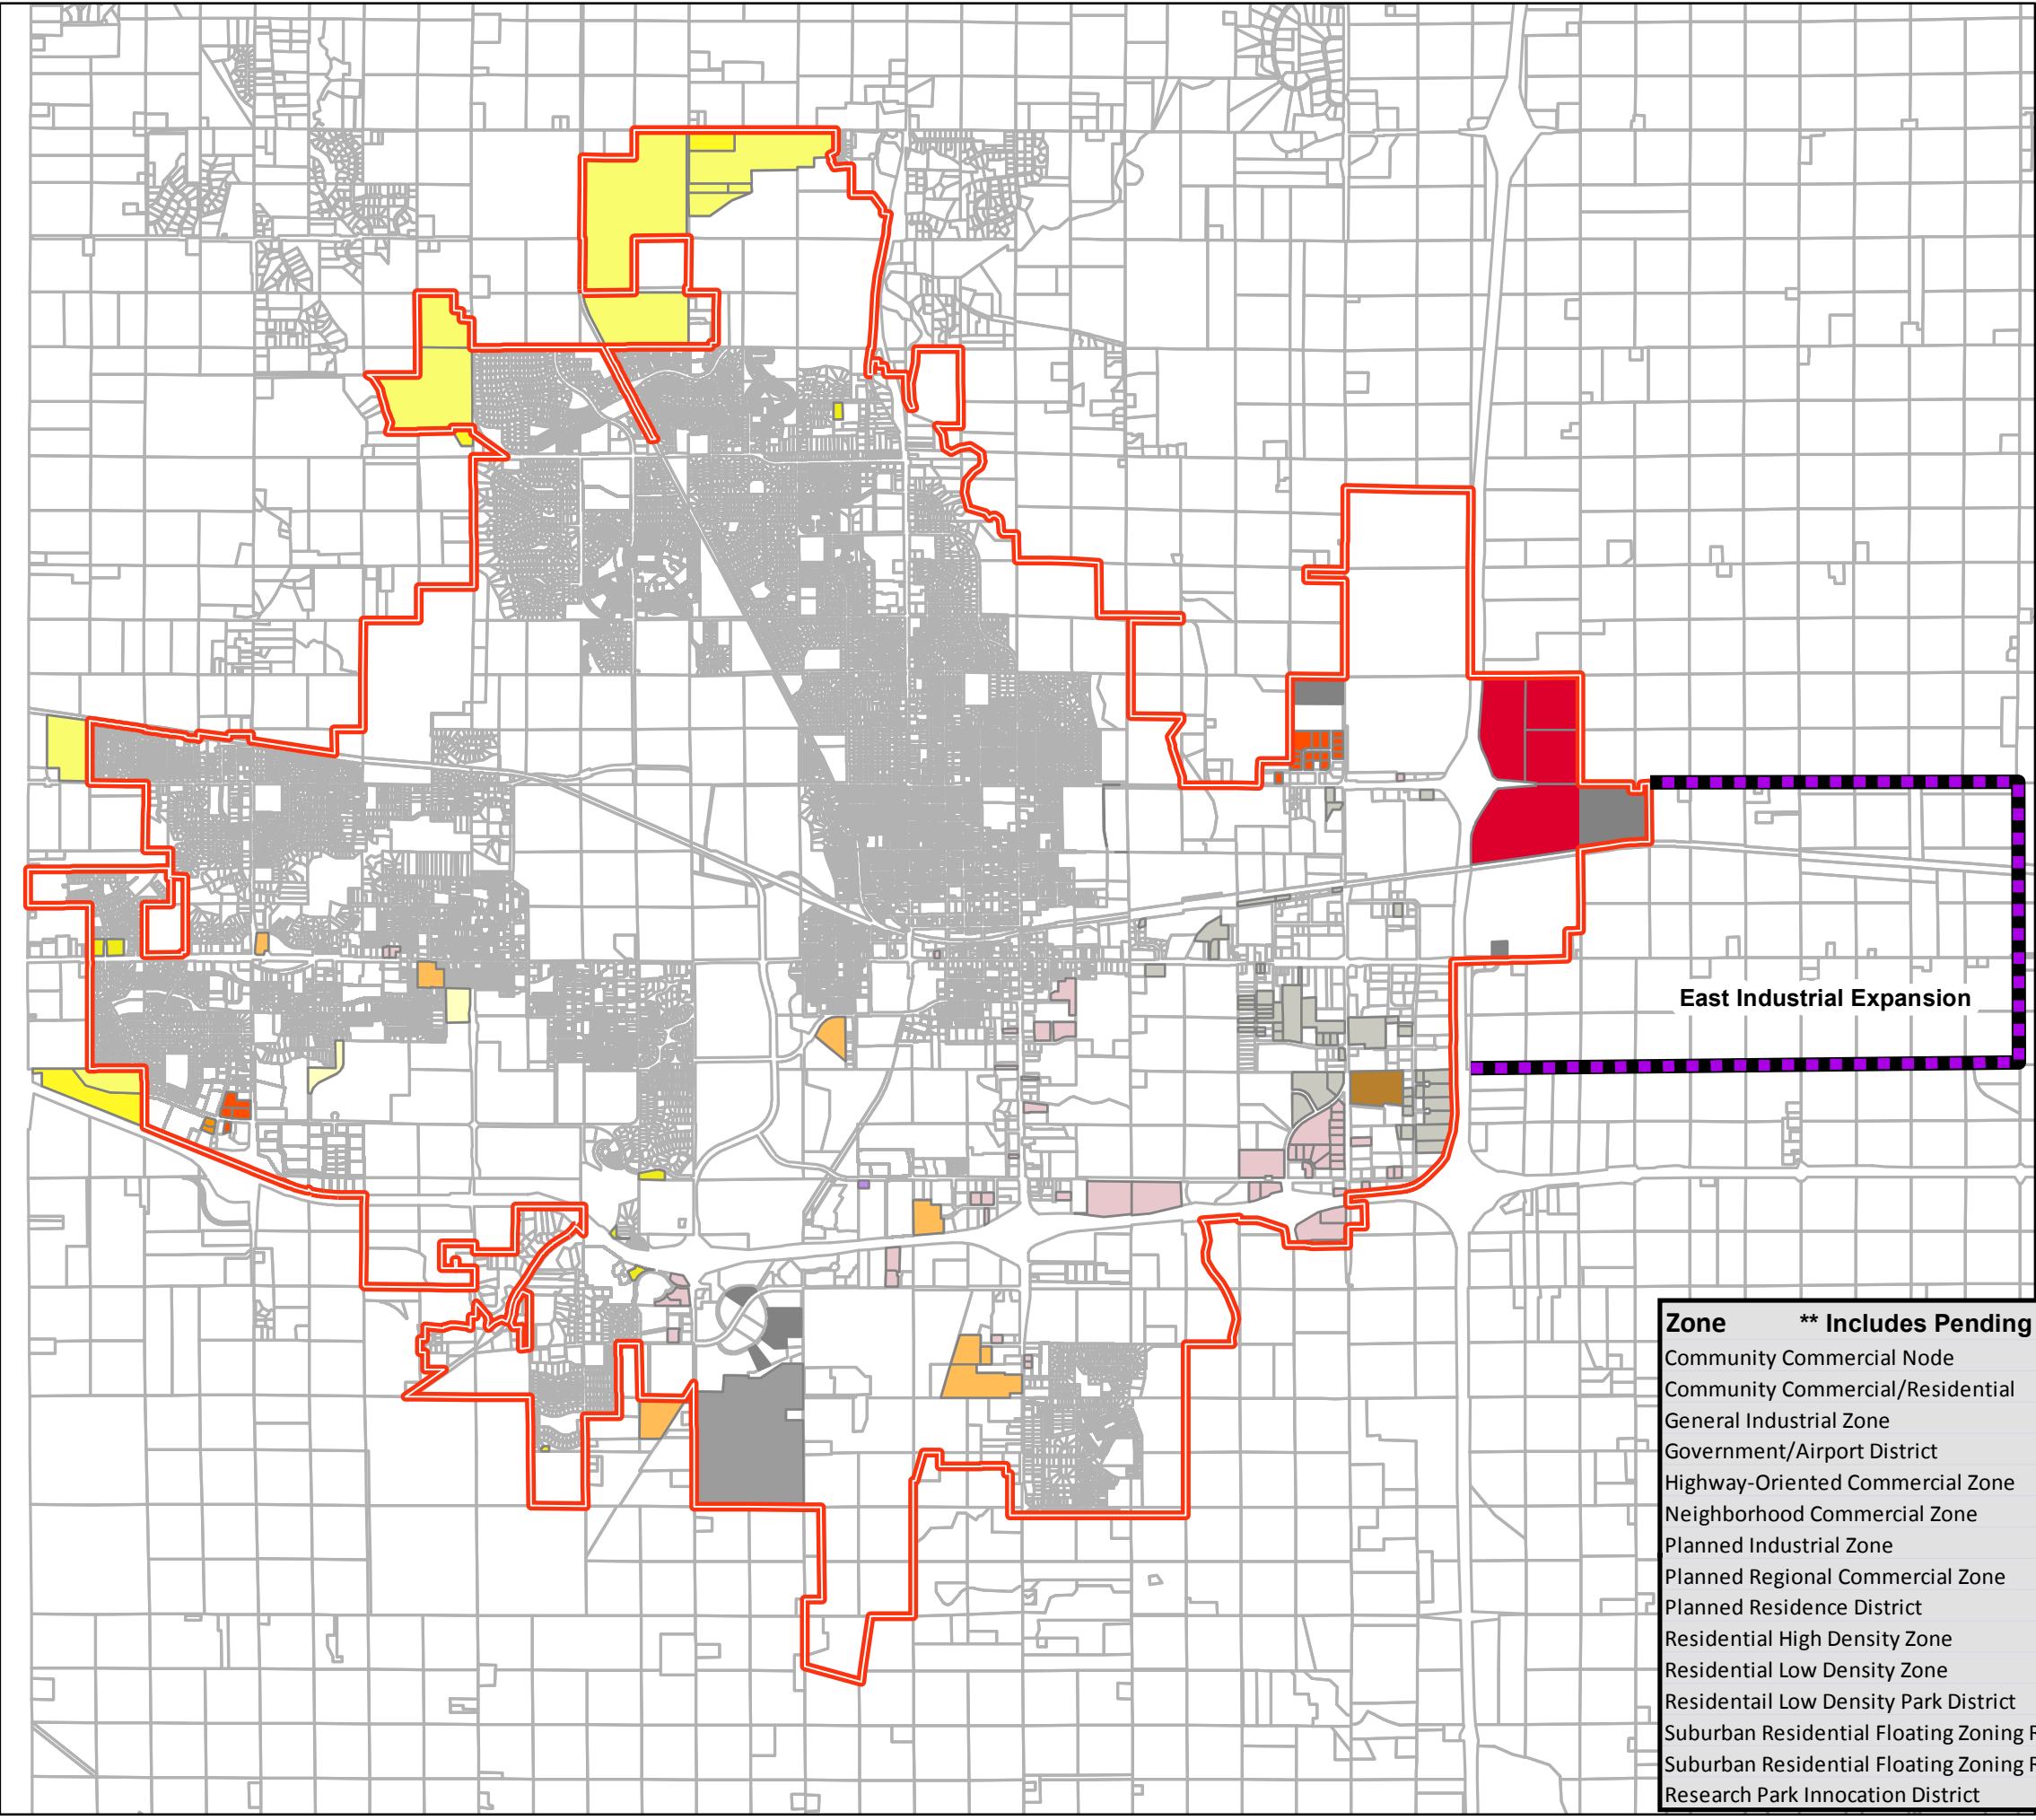 East Industrial Expansion
Zone ** Includes Pending
Community Commercial Node
Community Commercial/Residential
General Industrial Zone
Government/Airport District
Highway-Oriented Commercial Zone
Neighborhood Commercial Zone
Planned Industrial Zone
Planned Regional Commercial Zone
Planned Residence District
Residential High Density Zone
Residential Low Density Zone
Residentail Low Density Park District
Suburban Residential Floating Zoning R
Suburban Residential Floating Zoning R
Research Park Innocation District